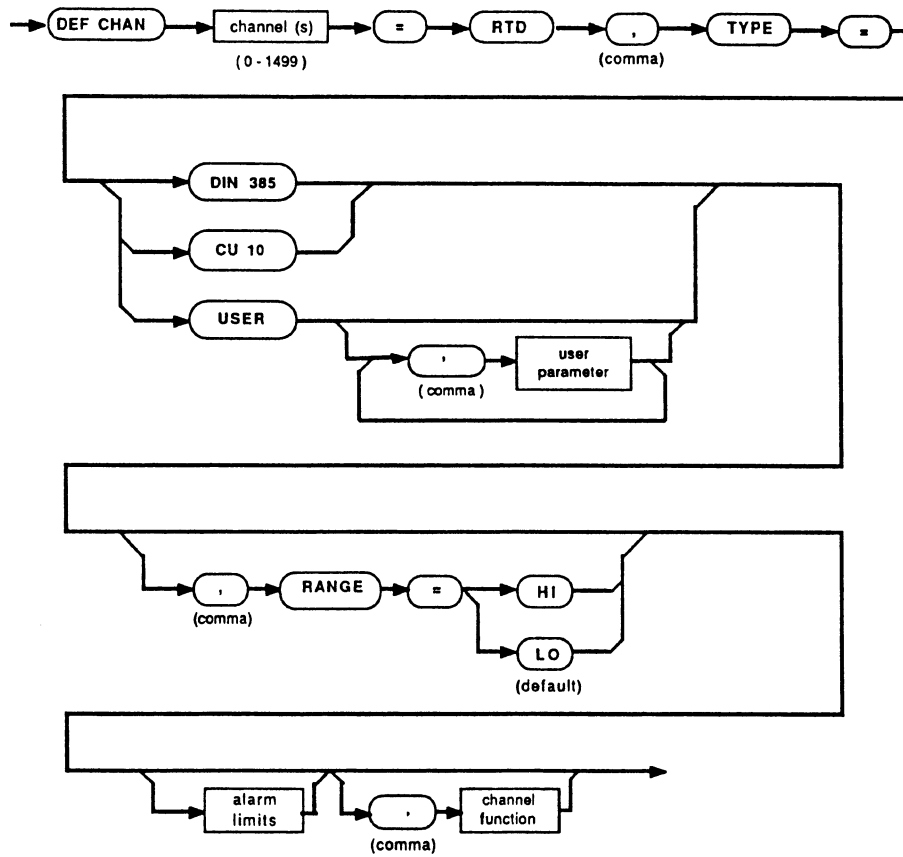 DEF CHAN channel (s) = RTD , TYPE =
( 0 - 1499 ) (comma)
DIN 385
CU 10
USER
, user
parameter
( comma )
, RANGE = HI
(comma)
LO
(default)
alarm
limits
, channel
function
(comma)